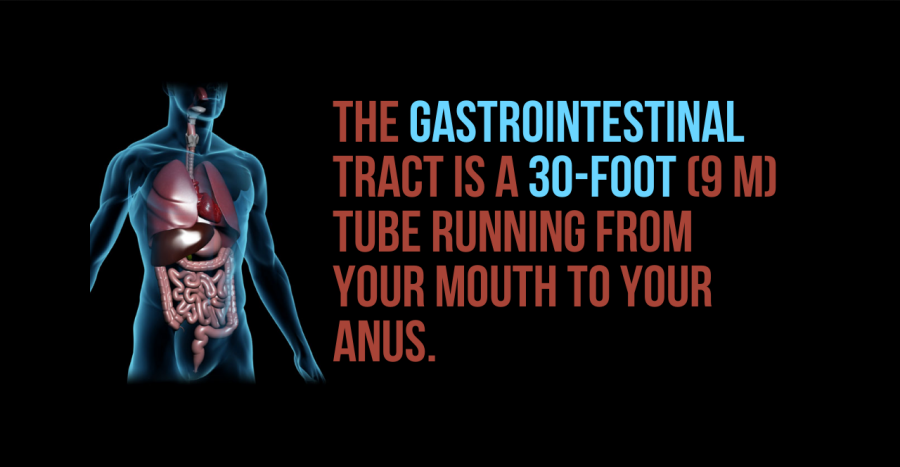 THE GASTROINTESTINAL
TRACT IS A 30-FOOT (9 M)
TUBE RUNNING FROM
YOUR MOUTH TO YOUR
ANUS.